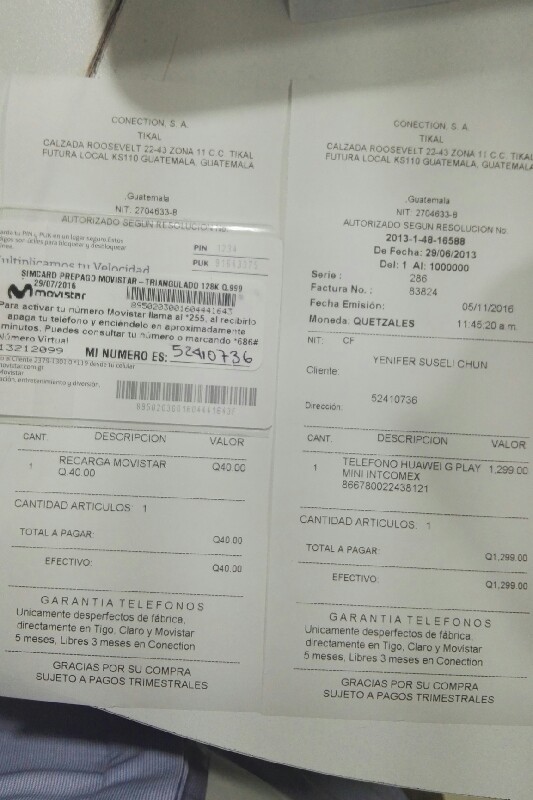 CONECTION, S. A.
TIKAL
CALZADA ROOSEVELT 22-43 ZONA 11 C.C. TIKAL
FUTURA LOCAL KS110 GUATEMALA, GUATEMALA
,Guatemala
NIT: 2704633-8
AUTORIZADO SEGUN RESOLUCION No.
PIN 1234
PUK
ultiplicamos tu Velocidad
SIMCARD PREPAGO MOVISTAR - TRIANGULADO 128K Q.999
29/07/2016
movistar
8950203001604441643
Para activar tu número Movistar llama al *255, al recibirlo
apaga tu teléfono y enciéndelo en aproximadamente
minutos. Puedes consultar tu número o marcando *686#
Número Virtual
13212099
MI NUMERO ES: 52410736
movistar.com.gt
Movistar
ación, entretenimiento y diversión.
CANT. DESCRIPCION VALOR
1 RECARGA MOVISTAR Q40.00
Q 40.00
CANTIDAD ARTICULOS: 1
TOTAL A PAGAR: Q40.00
EFECTIVO: Q40.00
GARANTIA TELEFONOS
Unicamente desperfectos de fábrica,
directamente en Tigo, Claro y Movistar
5 meses, Libres 3 meses en Conection
GRACIAS POR SU COMPRA
SUJETO A PAGOS TRIMESTRALES
CONECTION, S. A.
TIKAL
CALZADA ROOSEVELT 22-43 ZONA 11 C.C. TIKAL
FUTURA LOCAL KS110 GUATEMALA, GUATEMALA
,Guatemala
NIT: 2704633-8
AUTORIZADO SEGUN RESOLUCION No.
2013-1-48-16588
De Fecha: 29/06/2013
Del: 1 Al: 1000000
Serie : 286
Factura No. : 83824
Fecha Emisión: 05/11/2016
Moneda: QUETZALES 11:45:20 a.m.
NIT: CF
YENIFER SUSELI CHUN
Cliente:
52410736
Dirección:
CANT. DESCRIPCION VALOR
1 TELEFONO HUAWEI G PLAY 1,299.00
MINI INTCOMEX
866780022438121
CANTIDAD ARTICULOS: 1
TOTAL A PAGAR: Q1,299.00
EFECTIVO: Q1,299.00
GARANTIA TELEFONOS
Unicamente desperfectos de fábrica,
directamente en Tigo, Claro y Movistar
5 meses, Libres 3 meses en Conection
GRACIAS POR SU COMPRA
SUJETO A PAGOS TRIMESTRALES